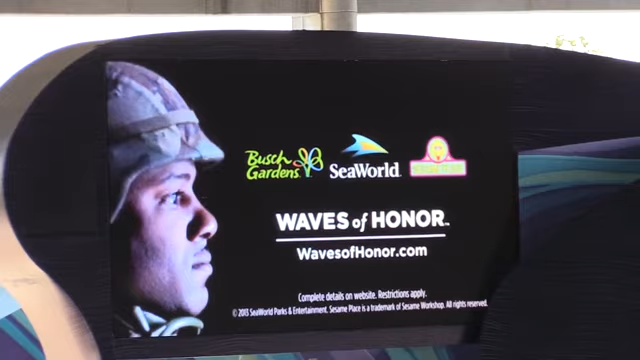 Busch
Gardens
SeaWorld
WAVES of HONOR™
WavesofHonor.com
Complete details on website. Restrictions apply.
© 2013 SeaWorld Parks & Entertainment. Sesame Place is a trademark of Sesame Workshop. All rights reserved.